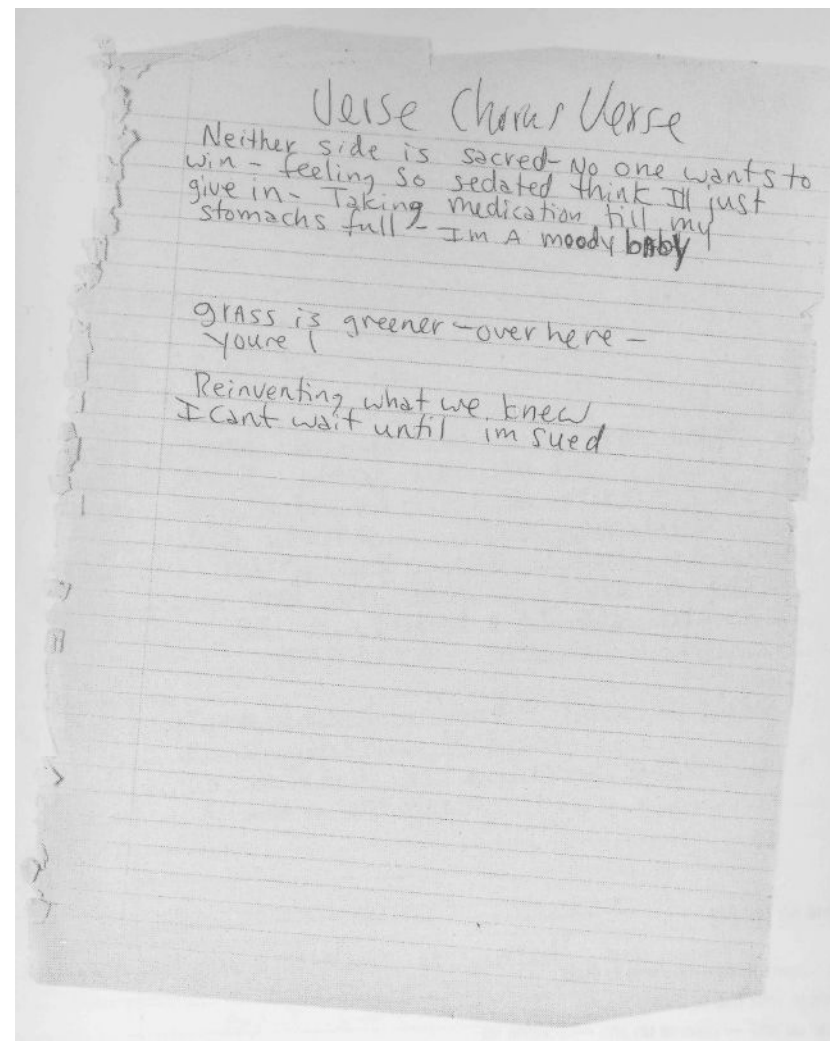 Verse Chorus Verse
Neither side is sacred - No one wants to
win - feeling so sedated think Ill just
give in - Taking medication till my
stomachs full - Im A moody baby
grass is greener - over here -
youre (
Reinventing what we knew
I cant wait until im sued